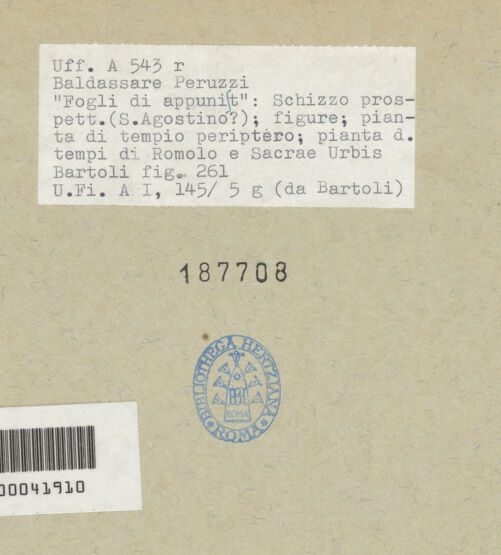 Uff. A 543 r
Baldassare Peruzzi
"Fogli di appunit": Schizzo pros-
pett.(S.Agostino?); figure; pian-
ta di tempio periptero; pianta d.
tempi di Romolo e Sacrae Urbis
Bartoli fig. 261
U.Fi. A I, 145/ 5 g (da Bartoli)
187708
BIBLIOTHECA HERTZIANA
ROMA
ROMA
00041910